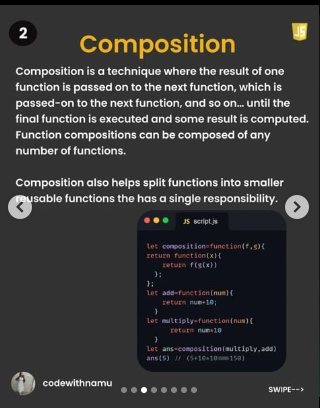 2
JS
Composition
Composition is a technique where the result of one
function is passed on to the next function, which is
passed-on to the next function, and so on... until the
final function is executed and some result is computed.
Function compositions can be composed of any
number of functions.
Composition also helps split functions into smaller
reusable functions the has a single responsibility.
JS script.js
let composition=function(f,g){
return function(x){
return f(g(x))
};
};
let add=function(num){
return num+10;
}
let multiply=function(num){
return num*10
}
let ans=composition(multiply,add)
ans(5) // (5+10*10==150)
codewithnamu
SWIPE-->